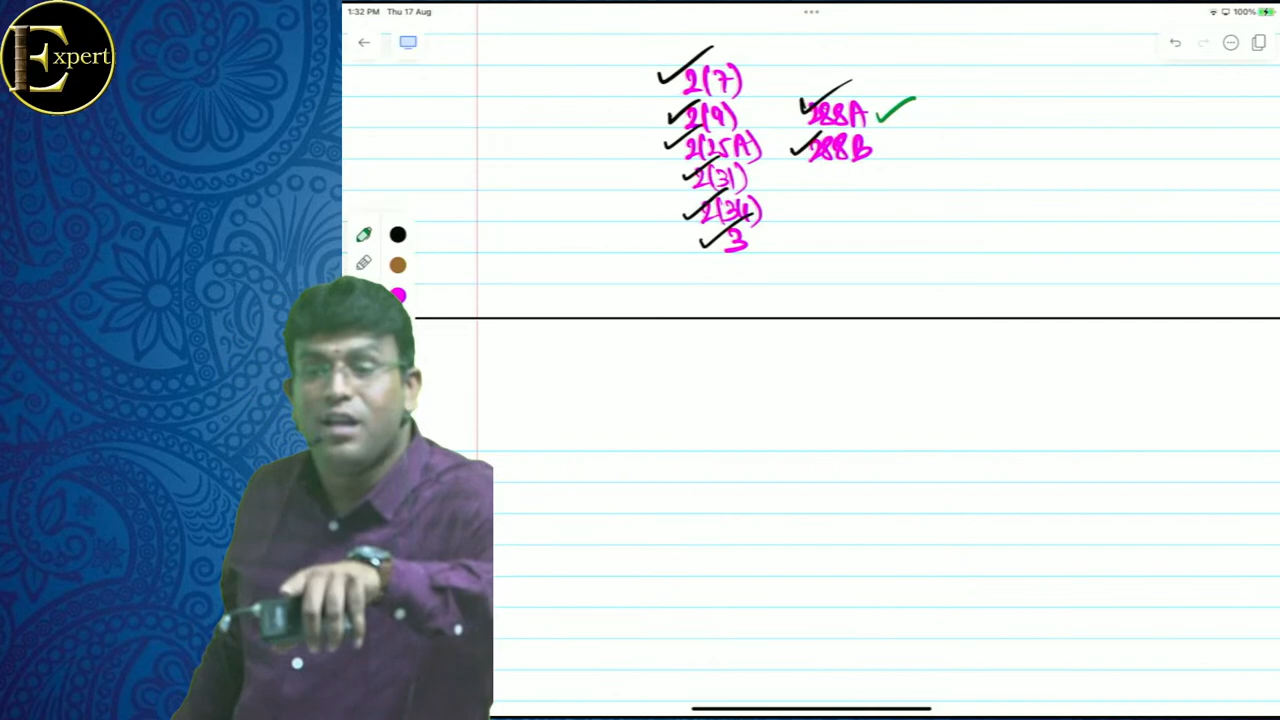 Expert
1:32 PM Thu 17 Aug
100%
2(7)
2(9)
2(25A)
2(31)
2(34)
3
288A
288B